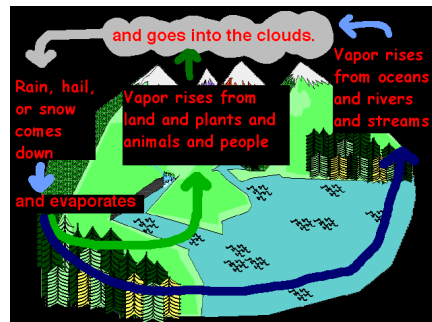 and goes into the clouds.
Vapor rises
from oceans
and rivers
and streams
Rain, hail,
or snow
comes
down
Vapor rises from
land and plants and
animals and people
and evaporates